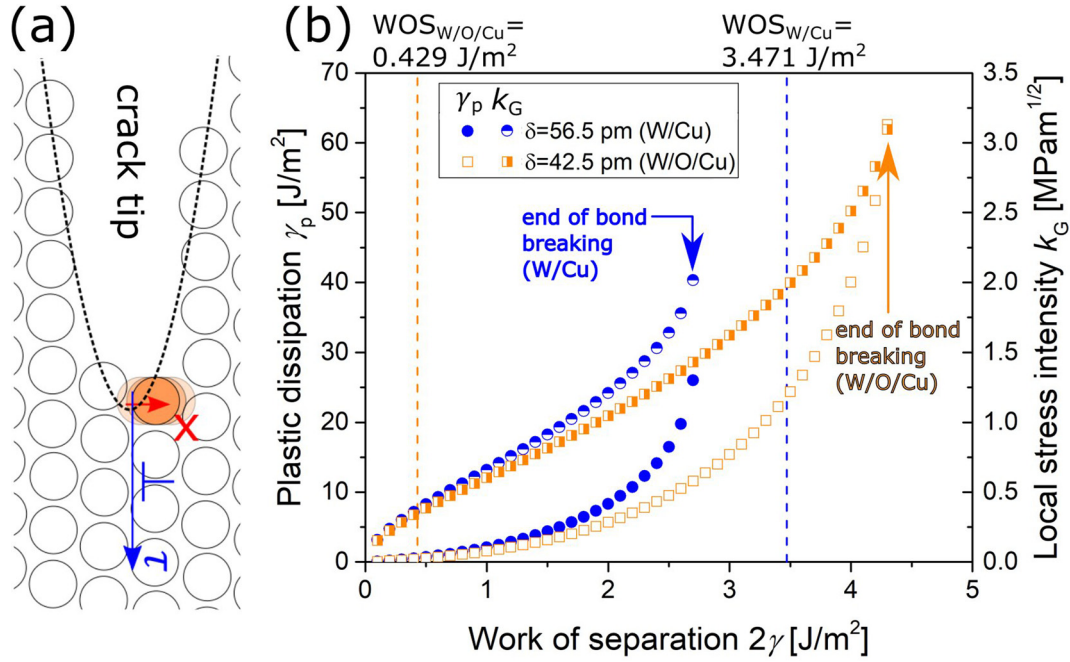 (a)
crack tip
X
τ
(b)
WOS_W/O/Cu=
0.429 J/m²
WOS_W/Cu=
3.471 J/m²
Plastic dissipation γp [J/m²]
70
60
50
40
30
20
10
0
γp kG
δ=56.5 pm (W/Cu)
δ=42.5 pm (W/O/Cu)
end of bond
breaking
(W/Cu)
end of bond
breaking
(W/O/Cu)
3.5
3.0
2.5
2.0
1.5
1.0
0.5
0.0
Local stress intensity kG [MPam^1/2]
0 1 2 3 4 5
Work of separation 2γ [J/m²]